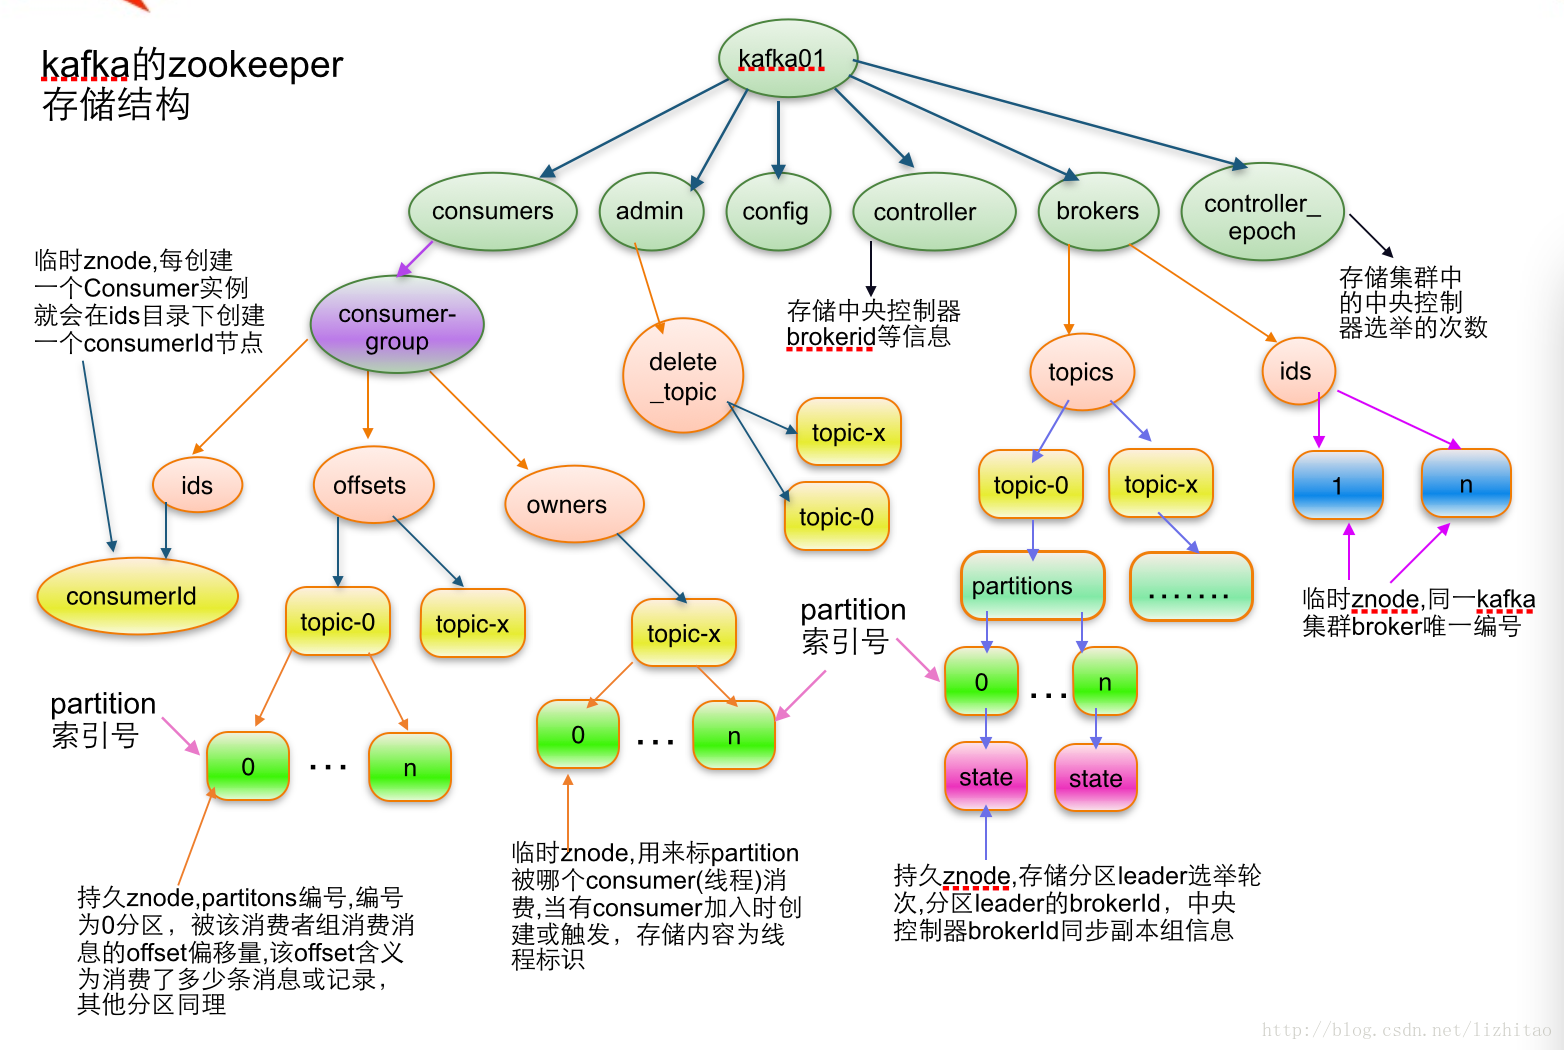 kafka的zookeeper
存储结构
kafka01
consumers
admin
config
controller
brokers
controller_
epoch
临时znode,每创建
一个Consumer实例
就会在ids目录下创建
一个consumerId节点
consumer-
group
存储中央控制器
brokerid等信息
存储集群中
的中央控制
器选举的次数
delete
_topic
topics
ids
topic-x
topic-0
ids
offsets
owners
topic-0
topic-x
1
n
consumerId
topic-0
topic-x
topic-x
partitions
.......
临时znode,同一kafka
集群broker唯一编号
partition
索引号
0
...
n
partition
索引号
0
...
n
0
...
n
state
state
持久znode,partitons编号,编号
为0分区，被该消费者组消费消
息的offset偏移量,该offset含义
为消费了多少条消息或记录，
其他分区同理
临时znode,用来标partition
被哪个consumer(线程)消
费,当有consumer加入时创
建或触发，存储内容为线
程标识
持久znode,存储分区leader选举轮
次,分区leader的brokerId，中央
控制器brokerId同步副本组信息
http://blog.csdn.net/lizhitao